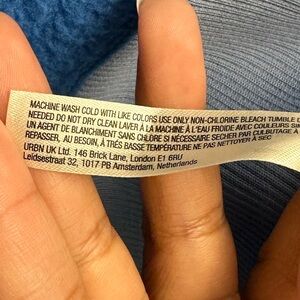 MACHINE WASH COLD WITH LIKE COLORS USE ONLY NON-CHLORINE BLEACH TUMBLE
NEEDED DO NOT DRY CLEAN LAVER À LA MACHINE À L'EAU FROIDE AVEC COULEURS
UN AGENT DE BLANCHIMENT SANS CHLORE SI NÉCESSAIRE SECHER PAR CULBUTAGE À
REPASSER, AU BESOIN, À TRÈS BASSE TEMPÉRATURE NE PAS NETTOYER À SEC
URBN UK Ltd. 146 Brick Lane, London E1 6RU
Leidsestraat 32, 1017 PB Amsterdam, Netherlands